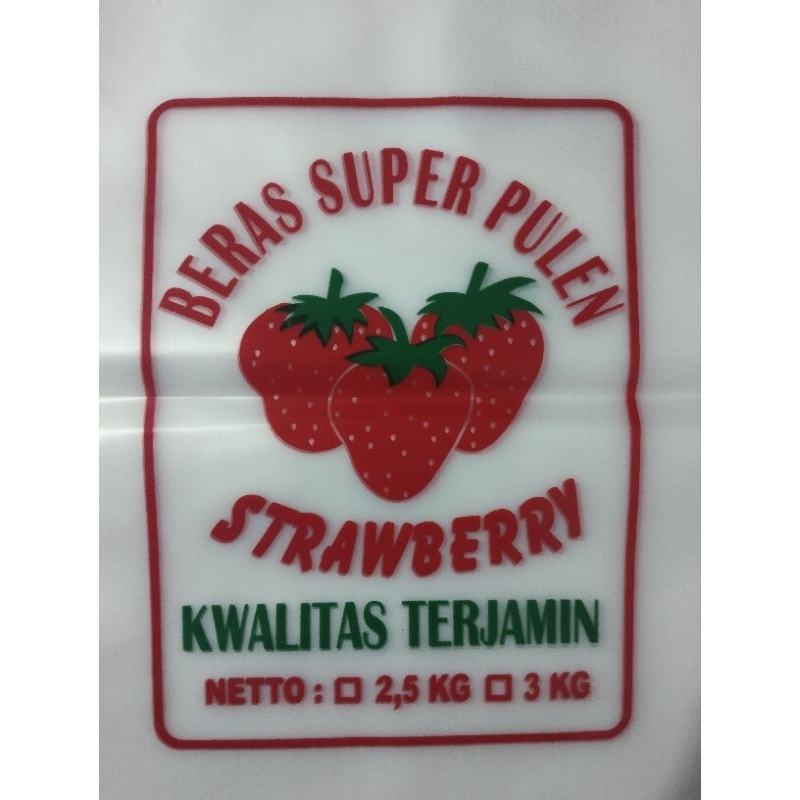 BERAS SUPER PULEN
STRAWBERRY
KWALITAS TERJAMIN
NETTO : □ 2,5 KG □ 3 KG